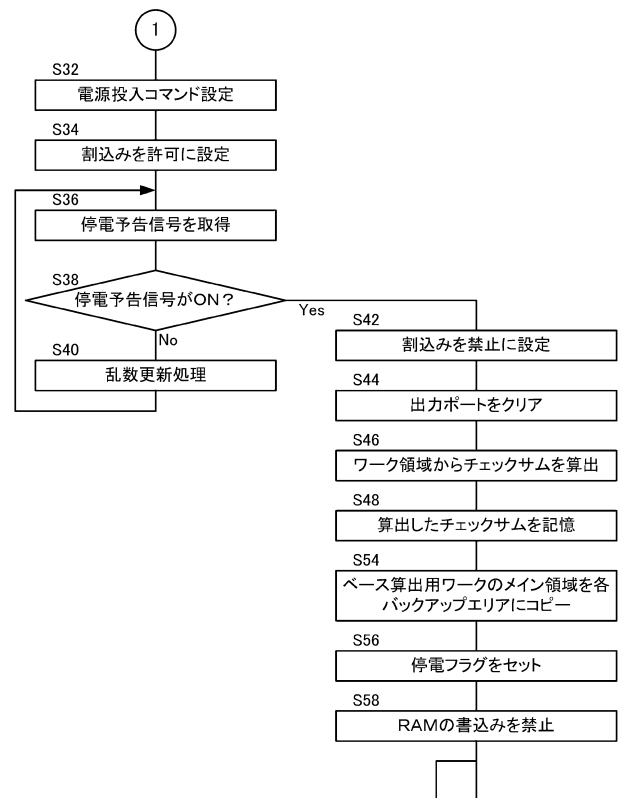 1
S32
電源投入コマンド設定
S34
割込みを許可に設定
S36
停電予告信号を取得
S38
停電予告信号がON？
Yes
No
S40
乱数更新処理
S42
割込みを禁止に設定
S44
出力ポートをクリア
S46
ワーク領域からチェックサムを算出
S48
算出したチェックサムを記憶
S54
ベース算出用ワークのメイン領域を各
バックアップエリアにコピー
S56
停電フラグをセット
S58
RAMの書込みを禁止